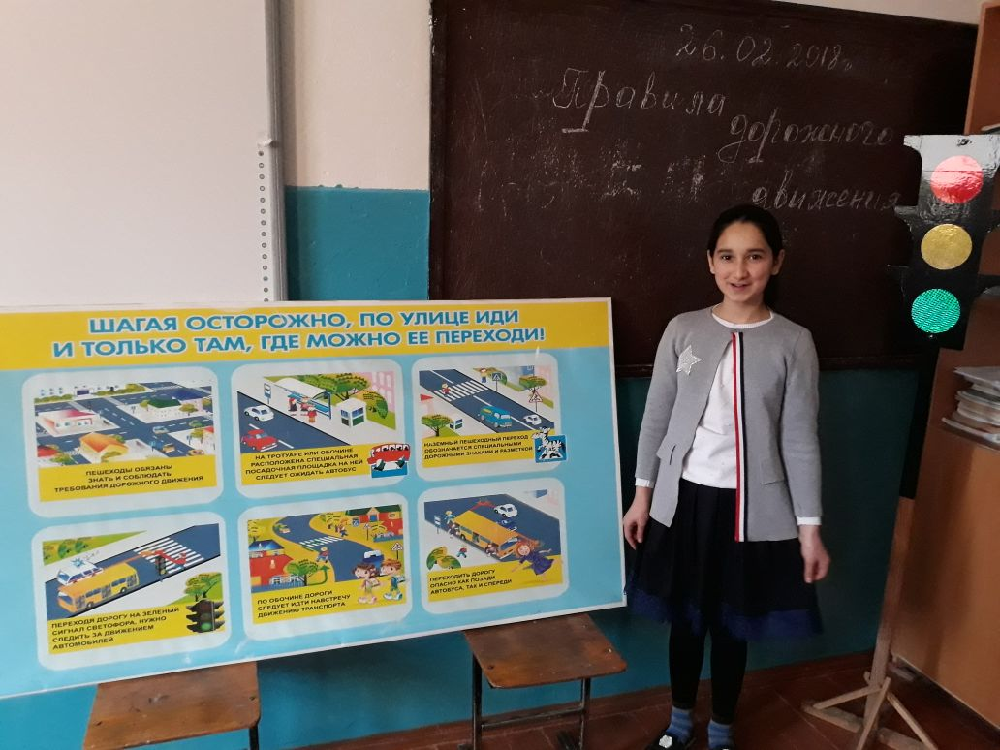 26.02.2018г
Правила
дорожного
движения
ШАГАЯ ОСТОРОЖНО, ПО УЛИЦЕ ИДИ
И ТОЛЬКО ТАМ, ГДЕ МОЖНО ЕЕ ПЕРЕХОДИ!
ПЕШЕХОДЫ ОБЯЗАНЫ
ЗНАТЬ И СОБЛЮДАТЬ
ТРЕБОВАНИЯ ДОРОЖНОГО ДВИЖЕНИЯ
НА ТРОТУАРЕ ИЛИ ОБОЧИНЕ
РАСПОЛОЖЕНА СПЕЦИАЛЬНАЯ
ПОСАДОЧНАЯ ПЛОЩАДКА НА НЕЙ
СЛЕДУЕТ ОЖИДАТЬ АВТОБУС
НАЗЕМНЫЙ ПЕШЕХОДНЫЙ ПЕРЕХОД
ОБОЗНАЧАЕТСЯ СПЕЦИАЛЬНЫМИ
ДОРОЖНЫМИ ЗНАКАМИ И РАЗМЕТКОЙ
ПЕРЕХОДЯ ДОРОГУ НА ЗЕЛЕНЫЙ
СИГНАЛ СВЕТОФОРА, НУЖНО
СЛЕДИТЬ ЗА ДВИЖЕНИЕМ
АВТОМОБИЛЕЙ
ПО ОБОЧИНЕ ДОРОГИ
СЛЕДУЕТ ИДТИ НАВСТРЕЧУ
ДВИЖЕНИЮ ТРАНСПОРТА
ПЕРЕХОДИТЬ ДОРОГУ
ОПАСНО КАК ПОЗАДИ
АВТОБУСА, ТАК И СПЕРЕДИ